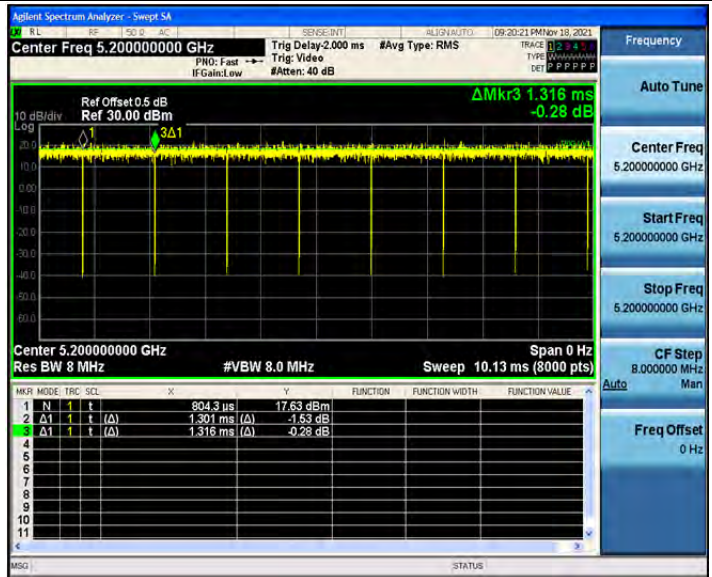 Agilent Spectrum Analyzer - Swept SA
RL RF 50 Ω AC SENSE:INT ALIGNAUTO 09:20:21 PMNov 18, 2021
Center Freq 5.200000000 GHz
PNO: Fast
IFGain:Low
Trig Delay-2.000 ms
Trig: Video
#Atten: 40 dB
#Avg Type: RMS
TRACE 1 2 3 4 5 6
TYPE
DET P P P P P P
Frequency
ΔMkr3 1.316 ms
-0.28 dB
Ref Offset 0.5 dB
10 dB/div Ref 30.00 dBm
Log
1
3Δ1
20.0
10.0
0.00
-10.0
-20.0
-30.0
-40.0
-50.0
-60.0
Center 5.200000000 GHz Span 0 Hz
Res BW 8 MHz #VBW 8.0 MHz Sweep 10.13 ms (8000 pts)
MKR MODE TRC SCL X Y FUNCTION FUNCTION WIDTH FUNCTION VALUE
1 N 1 t 804.3 µs 17.63 dBm
2 Δ1 1 t (Δ) 1.301 ms (Δ) -1.53 dB
3 Δ1 1 t (Δ) 1.316 ms (Δ) -0.28 dB
4
5
6
7
8
9
10
11
MSG STATUS
Auto Tune
Center Freq
5.200000000 GHz
Start Freq
5.200000000 GHz
Stop Freq
5.200000000 GHz
CF Step
8.000000 MHz
Auto Man
Freq Offset
0 Hz